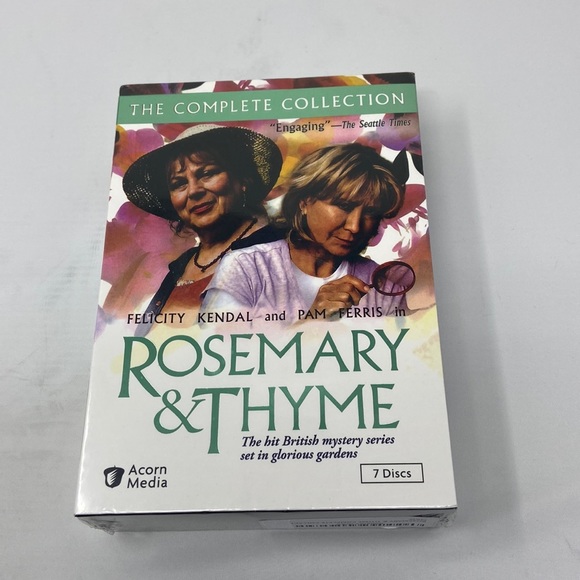 THE COMPLETE COLLECTION
"Engaging"—The Seattle Times
FELICITY KENDAL and PAM FERRIS in
ROSEMARY
& THYME
The hit British mystery series
set in glorious gardens
Acorn
Media
7 Discs